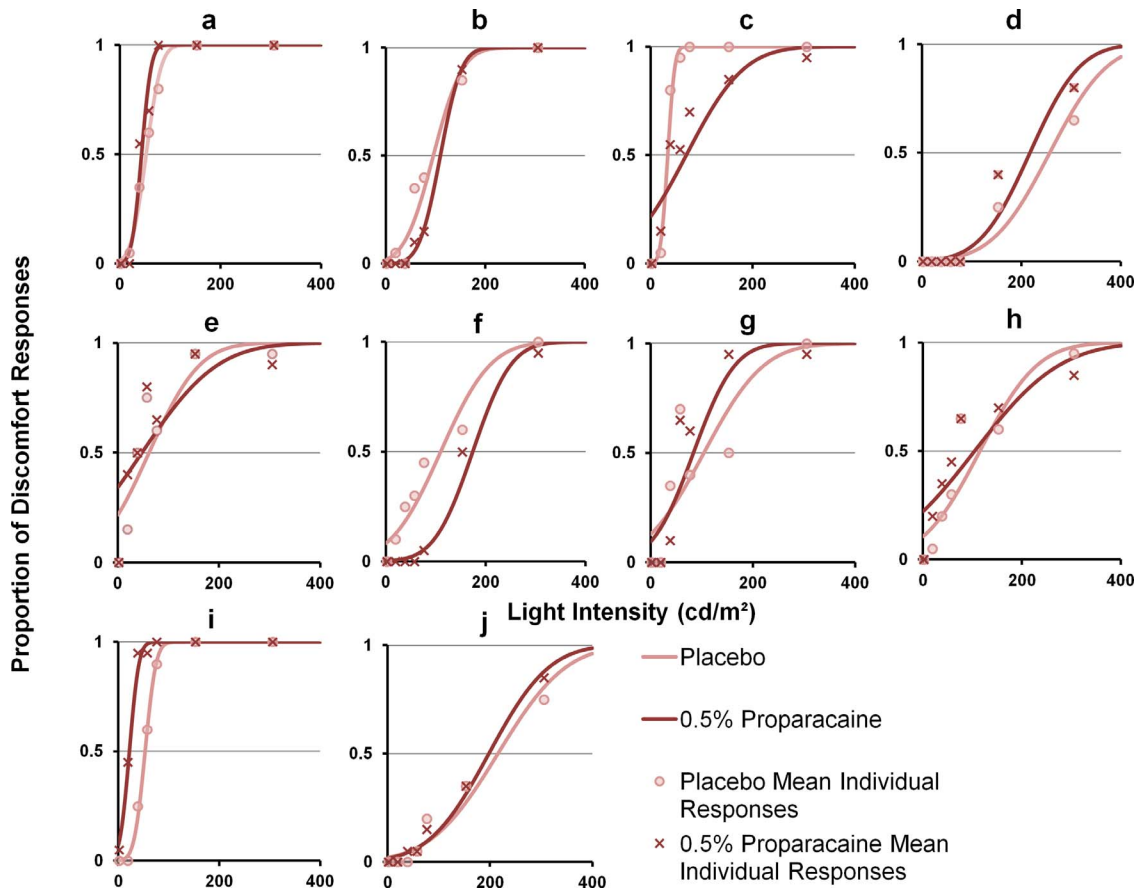 a b c d
1 1 1 1
0.5 0.5 0.5 0.5
0 0 0 0
0 200 400 0 200 400 0 200 400 0 200 400
Proportion of Discomfort Responses
e f g h
1 1 1 1
0.5 0.5 0.5 0.5
0 0 0 0
0 200 400 0 200 400 0 200 400 0 200 400
Light Intensity (cd/m²)
i j
1 1
0.5 0.5
0 0
0 200 400 0 200 400
Placebo
0.5% Proparacaine
Placebo Mean Individual
Responses
0.5% Proparacaine Mean
Individual Responses